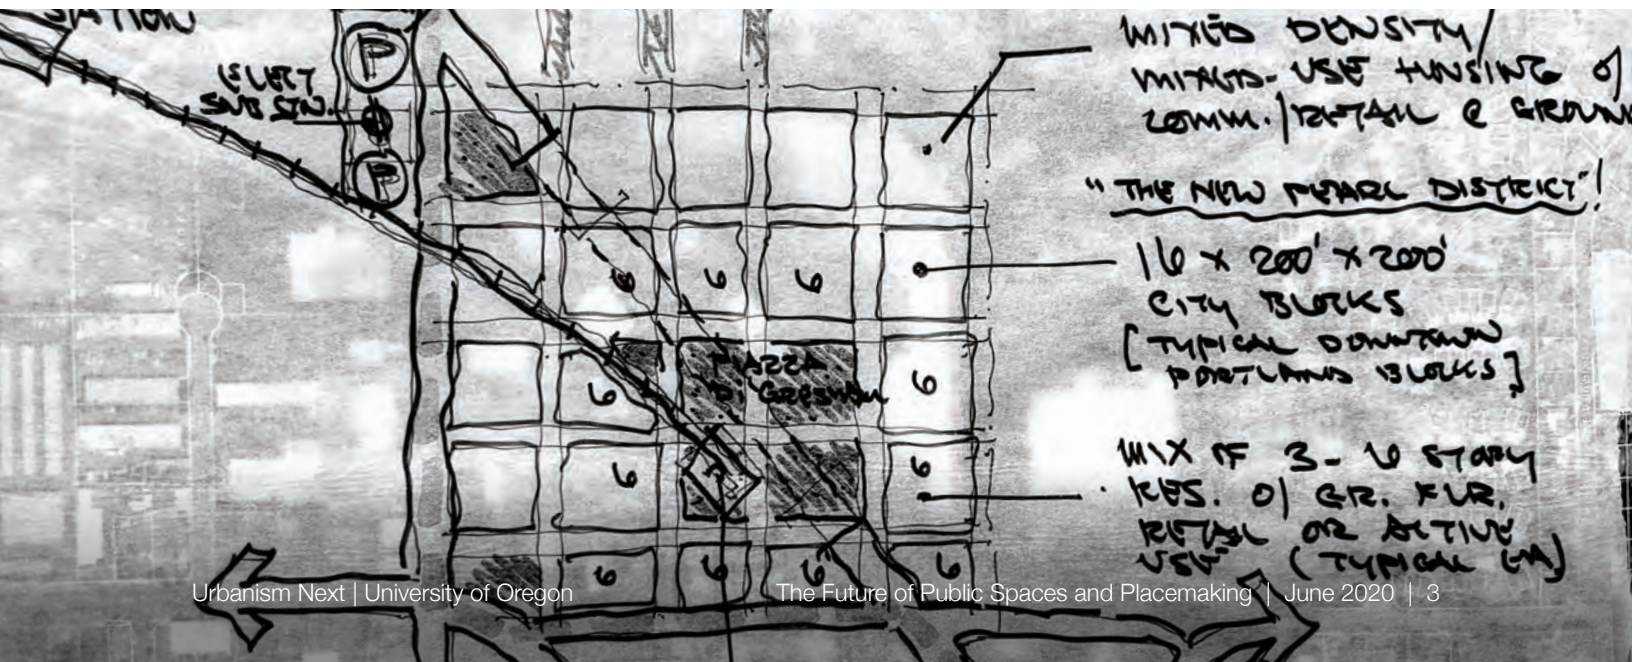 STATION
P
ELECT
SUB STN.
P
MIXED DENSITY/
MIXED-USE HOUSING O/
COMM./RETAIL @ GROUND
"THE NEW PEARL DISTRICT"!
6 6 6
16 x 200' x 200'
CITY BLOCKS
[TYPICAL DOWNTOWN
PORTLAND BLOCKS]
PIAZZA
DI GRESHAM
6 6
MIX OF 3-6 STORY
RES. O/ GR. FLR.
RETAIL OR ACTIVE
USE (TYPICAL EA)
6 6
6 6 6 6
Urbanism Next | University of Oregon
The Future of Public Spaces and Placemaking | June 2020 | 3